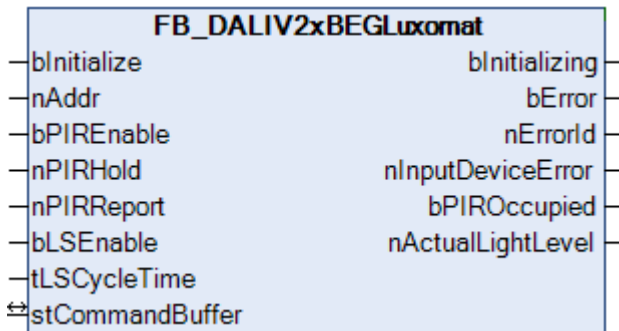 FB_DALIV2xBEGLuxomat
bInitialize bInitializing
nAddr bError
bPIREnable nErrorId
nPIRHold nInputDeviceError
nPIRReport bPIROccupied
bLSEnable nActualLightLevel
tLSCycleTime
stCommandBuffer